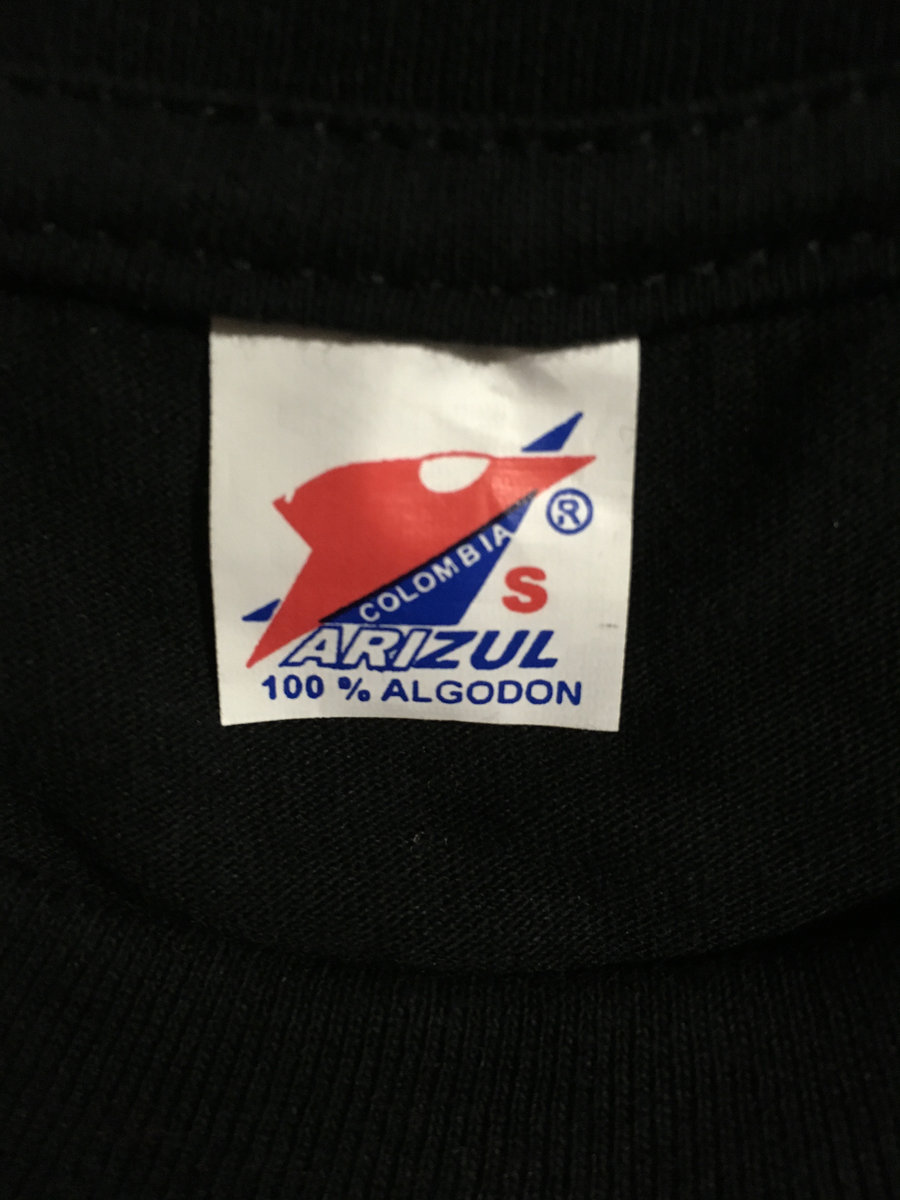 ®
COLOMBIA
S
ARIZUL
100 % ALGODON